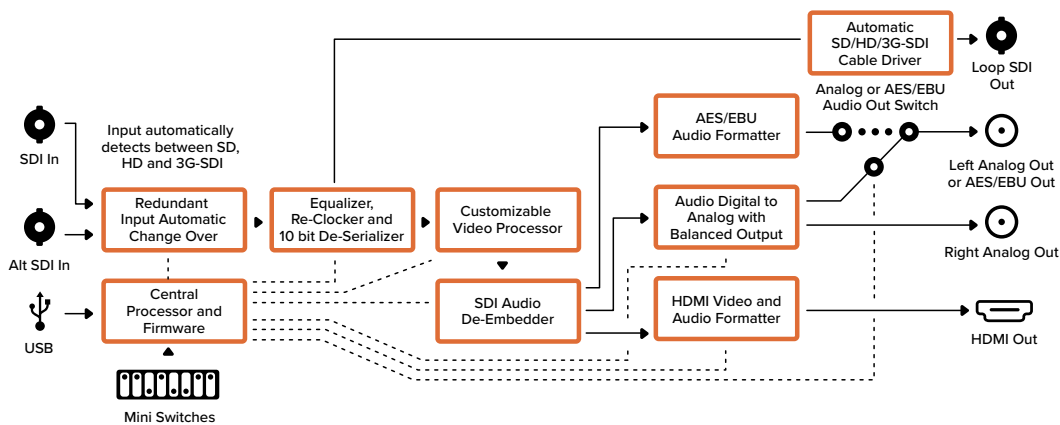 Automatic
SD/HD/3G-SDI
Cable Driver
Loop SDI
Out
Analog or AES/EBU
Audio Out Switch
SDI In
Input automatically
detects between SD,
HD and 3G-SDI
AES/EBU
Audio Formatter
Left Analog Out
or AES/EBU Out
Alt SDI In
Redundant
Input Automatic
Change Over
Equalizer,
Re-Clocker and
10 bit De-Serializer
Customizable
Video Processor
Audio Digital to
Analog with
Balanced Output
Right Analog Out
USB
Central
Processor and
Firmware
SDI Audio
De-Embedder
HDMI Video and
Audio Formatter
HDMI Out
Mini Switches